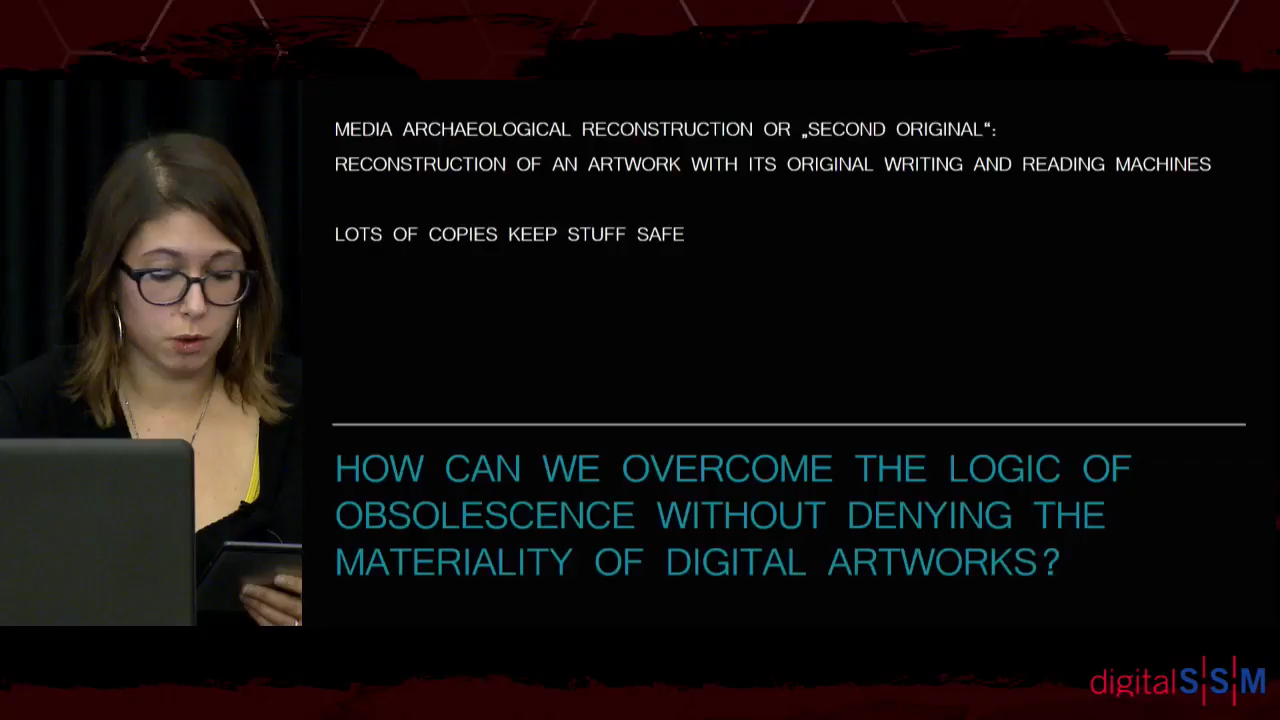 MEDIA ARCHAEOLOGICAL RECONSTRUCTION OR „SECOND ORIGINAL“:
RECONSTRUCTION OF AN ARTWORK WITH ITS ORIGINAL WRITING AND READING MACHINES
LOTS OF COPIES KEEP STUFF SAFE
HOW CAN WE OVERCOME THE LOGIC OF
OBSOLESCENCE WITHOUT DENYING THE
MATERIALITY OF DIGITAL ARTWORKS?
digitalS|S|M